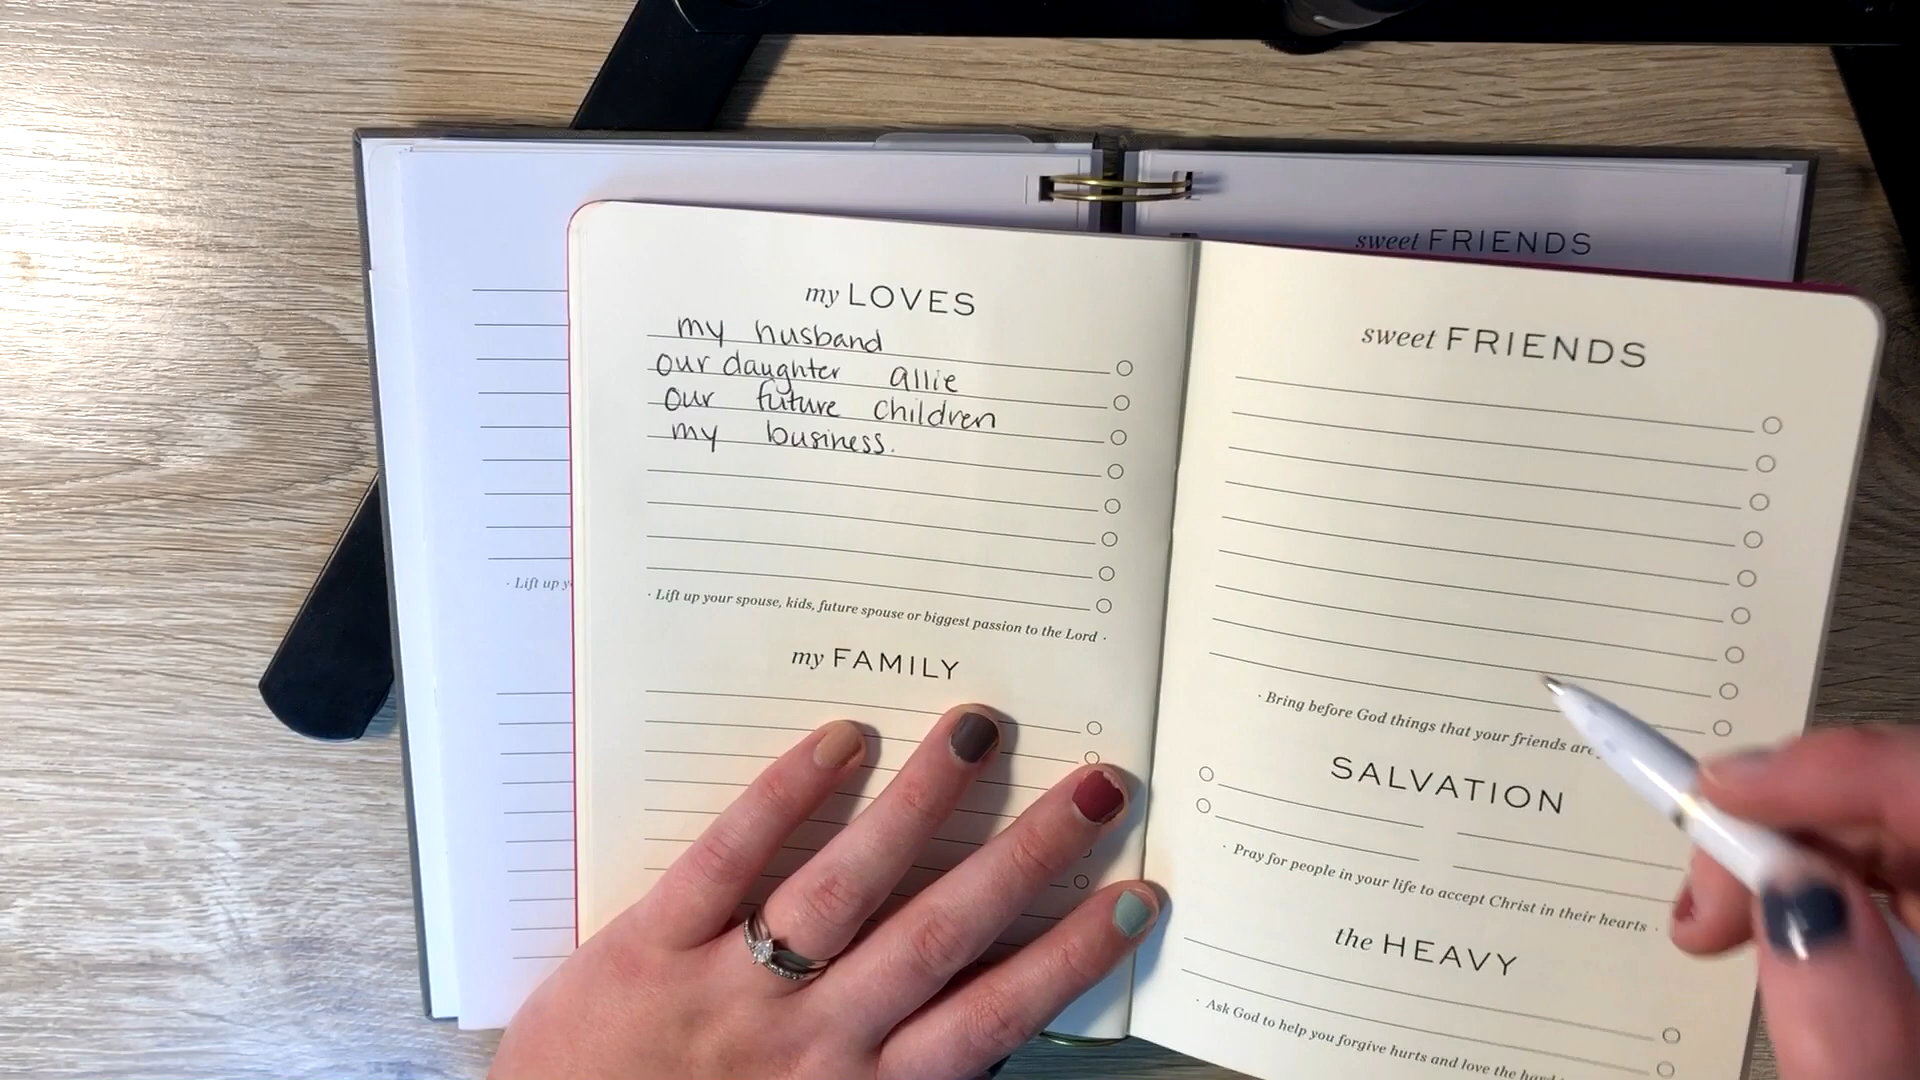 sweet FRIENDS
my LOVES
my husband
our daughter allie
our future children
my business.
· Lift up your spouse, kids, future spouse or biggest passion to the Lord ·
my FAMILY
· Lift up
sweet FRIENDS
· Bring before God things that your friends are
SALVATION
· Pray for people in your life to accept Christ in their hearts ·
the HEAVY
· Ask God to help you forgive hurts and love the